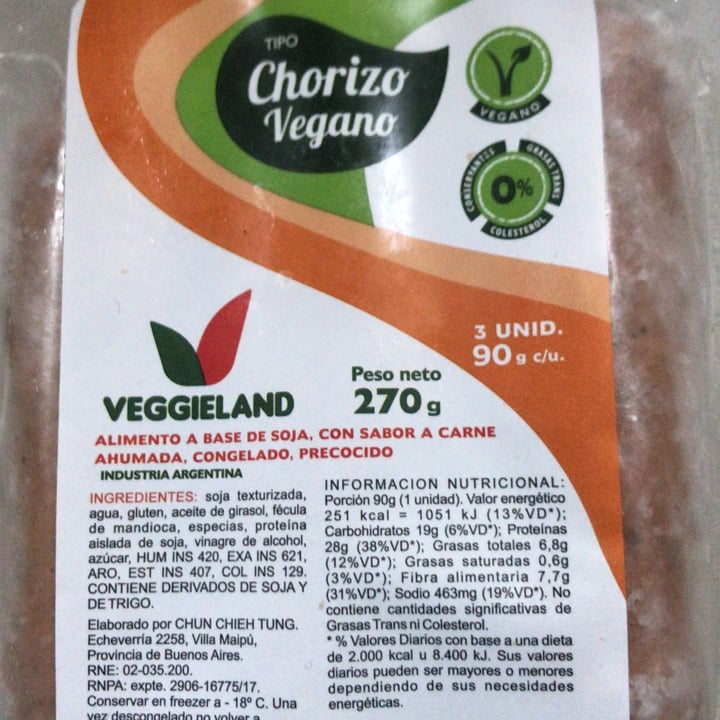 TIPO
Chorizo
Vegano
VEGANO
CONSERVANTES
GRASAS TRANS
0%
COLESTEROL
3 UNID.
90 g c/u.
VEGGIELAND
Peso neto
270 g
ALIMENTO A BASE DE SOJA, CON SABOR A CARNE
AHUMADA, CONGELADO, PRECOCIDO
INDUSTRIA ARGENTINA
INGREDIENTES: soja texturizada,
agua, gluten, aceite de girasol, fécula
de mandioca, especias, proteína
aislada de soja, vinagre de alcohol,
azúcar, HUM INS 420, EXA INS 621,
ARO, EST INS 407, COL INS 129.
CONTIENE DERIVADOS DE SOJA Y
DE TRIGO.
Elaborado por CHUN CHIEH TUNG.
Echeverría 2258, Villa Maipú,
Provincia de Buenos Aires.
RNE: 02-035.200.
RNPA: expte. 2906-16775/17.
Conservar en freezer a - 18º C. Una
vez descongelado no volver a
INFORMACION NUTRICIONAL:
Porción 90g (1 unidad). Valor energético
251 kcal = 1051 kJ (13%VD*);
Carbohidratos 19g (6%VD*); Proteínas
28g (38%VD*); Grasas totales 6,8g
(12%VD*); Grasas saturadas 0,6g
(3%VD*); Fibra alimentaria 7,7g
(31%VD*); Sodio 463mg (19%VD*). No
contiene cantidades significativas de
Grasas Trans ni Colesterol.
* % Valores Diarios con base a una dieta
de 2.000 kcal u 8.400 kJ. Sus valores
diarios pueden ser mayores o menores
dependiendo de sus necesidades
energéticas.